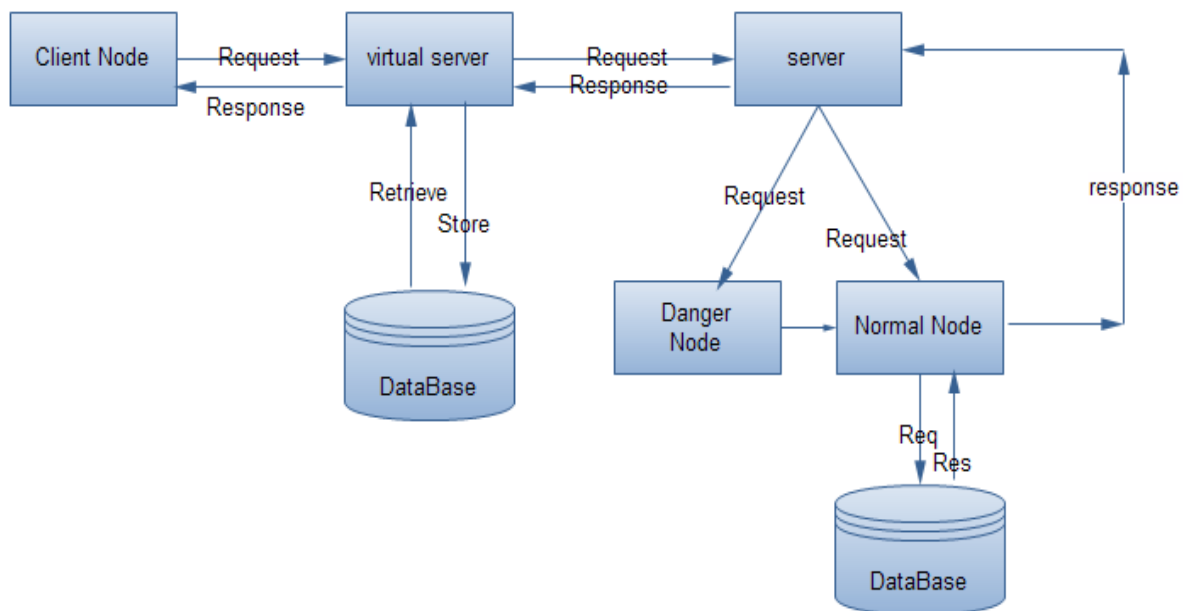 Client Node
Request
virtual server
Request
server
Response
Response
Retrieve
Store
Request
response
Request
Danger
Node
Normal Node
DataBase
Req
Res
DataBase